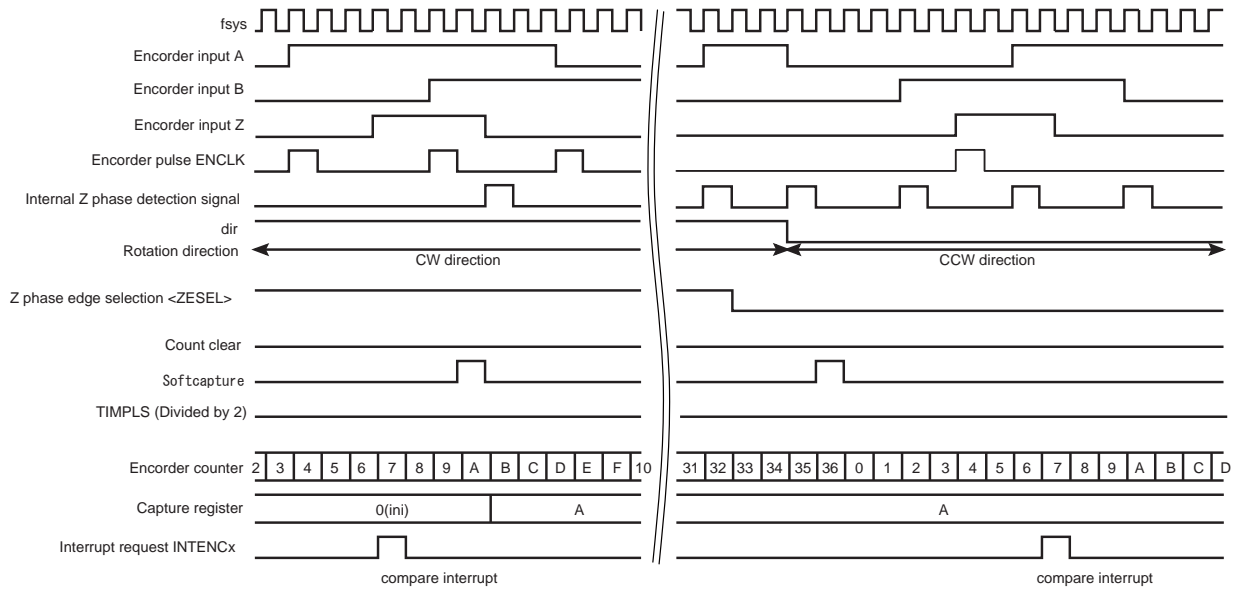 fsys
Encorder input A
Encorder input B
Encorder input Z
Encorder pulse ENCLK
Internal Z phase detection signal
dir
Rotation direction
CW direction
CCW direction
Z phase edge selection <ZESEL>
Count clear
Softcapture
TIMPLS (Divided by 2)
Encorder counter 2 3 4 5 6 7 8 9 A B C D E F 10 31 32 33 34 35 36 0 1 2 3 4 5 6 7 8 9 A B C D
Capture register 0(ini) A A
Interrupt request INTENCx
compare interrupt compare interrupt